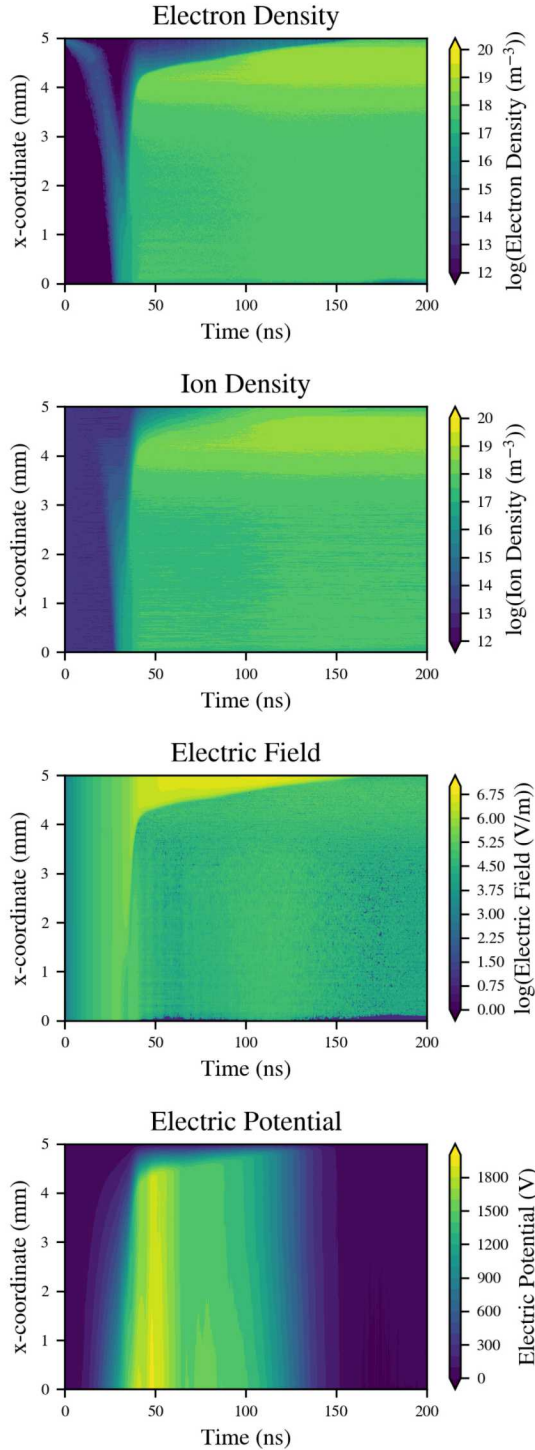 Electron Density
5
4
3
2
1
0
x-coordinate (mm)
0 50 100 150 200
Time (ns)
20
19
18
17
16
15
14
13
12
log(Electron Density (m⁻³))
Ion Density
5
4
3
2
1
0
x-coordinate (mm)
0 50 100 150 200
Time (ns)
20
19
18
17
16
15
14
13
12
log(Ion Density (m⁻³))
Electric Field
5
4
3
2
1
0
x-coordinate (mm)
0 50 100 150 200
Time (ns)
6.75
6.00
5.25
4.50
3.75
3.00
2.25
1.50
0.75
0.00
log(Electric Field (V/m))
Electric Potential
5
4
3
2
1
0
x-coordinate (mm)
0 50 100 150 200
Time (ns)
1800
1500
1200
900
600
300
0
Electric Potential (V)